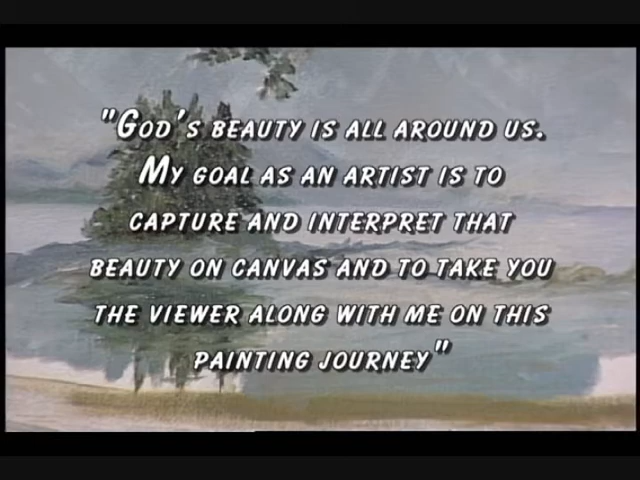 "God's beauty is all around us.
My goal as an artist is to
capture and interpret that
beauty on canvas and to take you
the viewer along with me on this
painting journey"